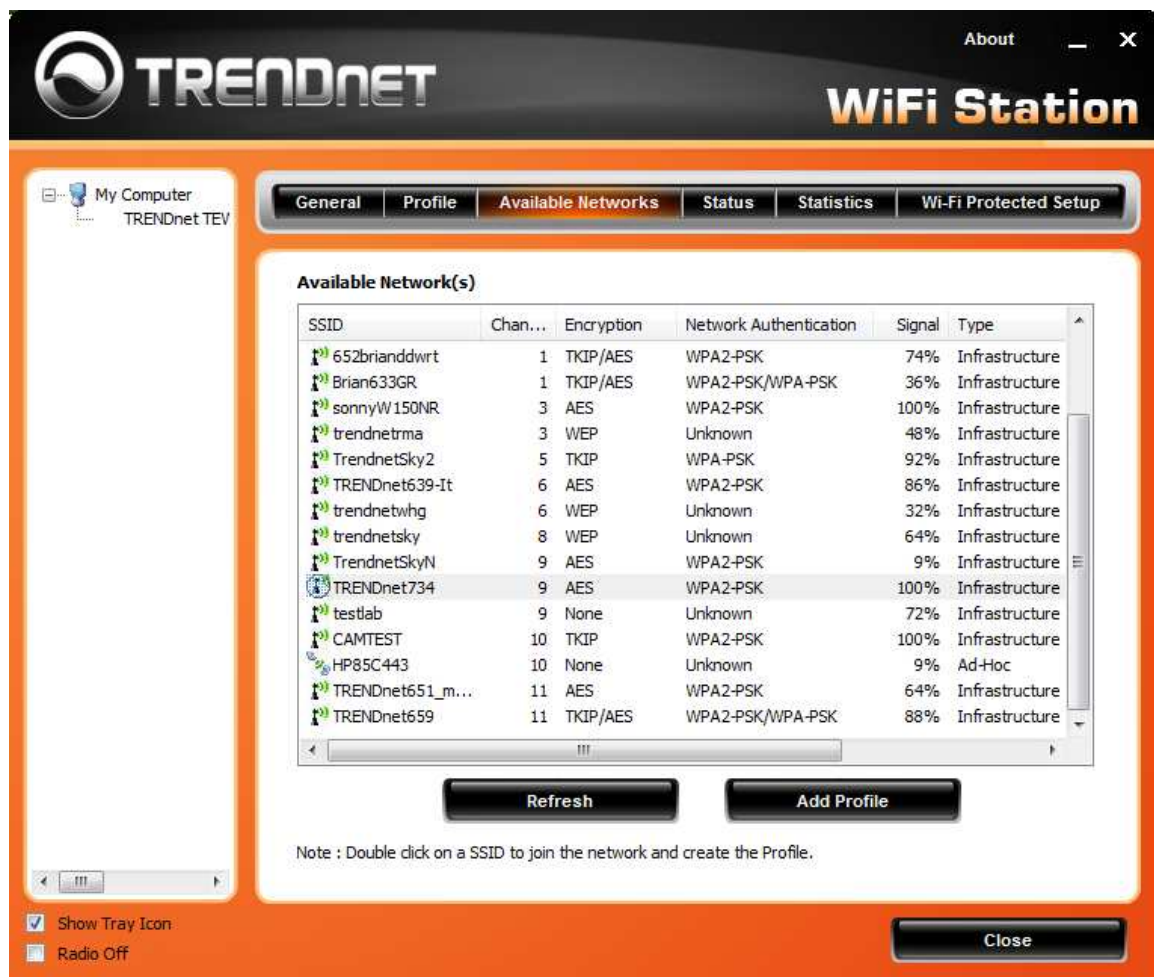 TRENDNET
About
WiFi Station
My Computer
TRENDnet TEW
General Profile Available Networks Status Statistics Wi-Fi Protected Setup
Available Network(s)
SSID Chan... Encryption Network Authentication Signal Type
652brianddwrt 1 TKIP/AES WPA2-PSK 74% Infrastructure
Brian633GR 1 TKIP/AES WPA2-PSK/WPA-PSK 36% Infrastructure
sonnyW150NR 3 AES WPA2-PSK 100% Infrastructure
trendnetrma 3 WEP Unknown 48% Infrastructure
TrendnetSky2 5 TKIP WPA-PSK 92% Infrastructure
TRENDnet639-It 6 AES WPA2-PSK 86% Infrastructure
trendnetwhg 6 WEP Unknown 32% Infrastructure
trendnetsky 8 WEP Unknown 64% Infrastructure
TrendnetSkyN 9 AES WPA2-PSK 9% Infrastructure
TRENDnet734 9 AES WPA2-PSK 100% Infrastructure
testlab 9 None Unknown 72% Infrastructure
CAMTEST 10 TKIP WPA2-PSK 100% Infrastructure
HP85C443 10 None Unknown 9% Ad-Hoc
TRENDnet651_m... 11 AES WPA2-PSK 64% Infrastructure
TRENDnet659 11 TKIP/AES WPA2-PSK/WPA-PSK 88% Infrastructure
Refresh Add Profile
Note : Double click on a SSID to join the network and create the Profile.
Show Tray Icon
Radio Off
Close